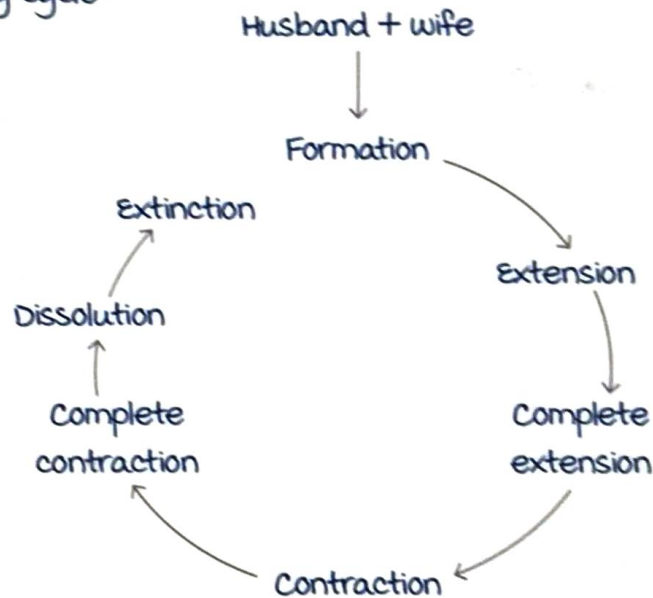 Husband + wife
Formation
Extension
Complete
extension
Contraction
Complete
contraction
Dissolution
Extinction